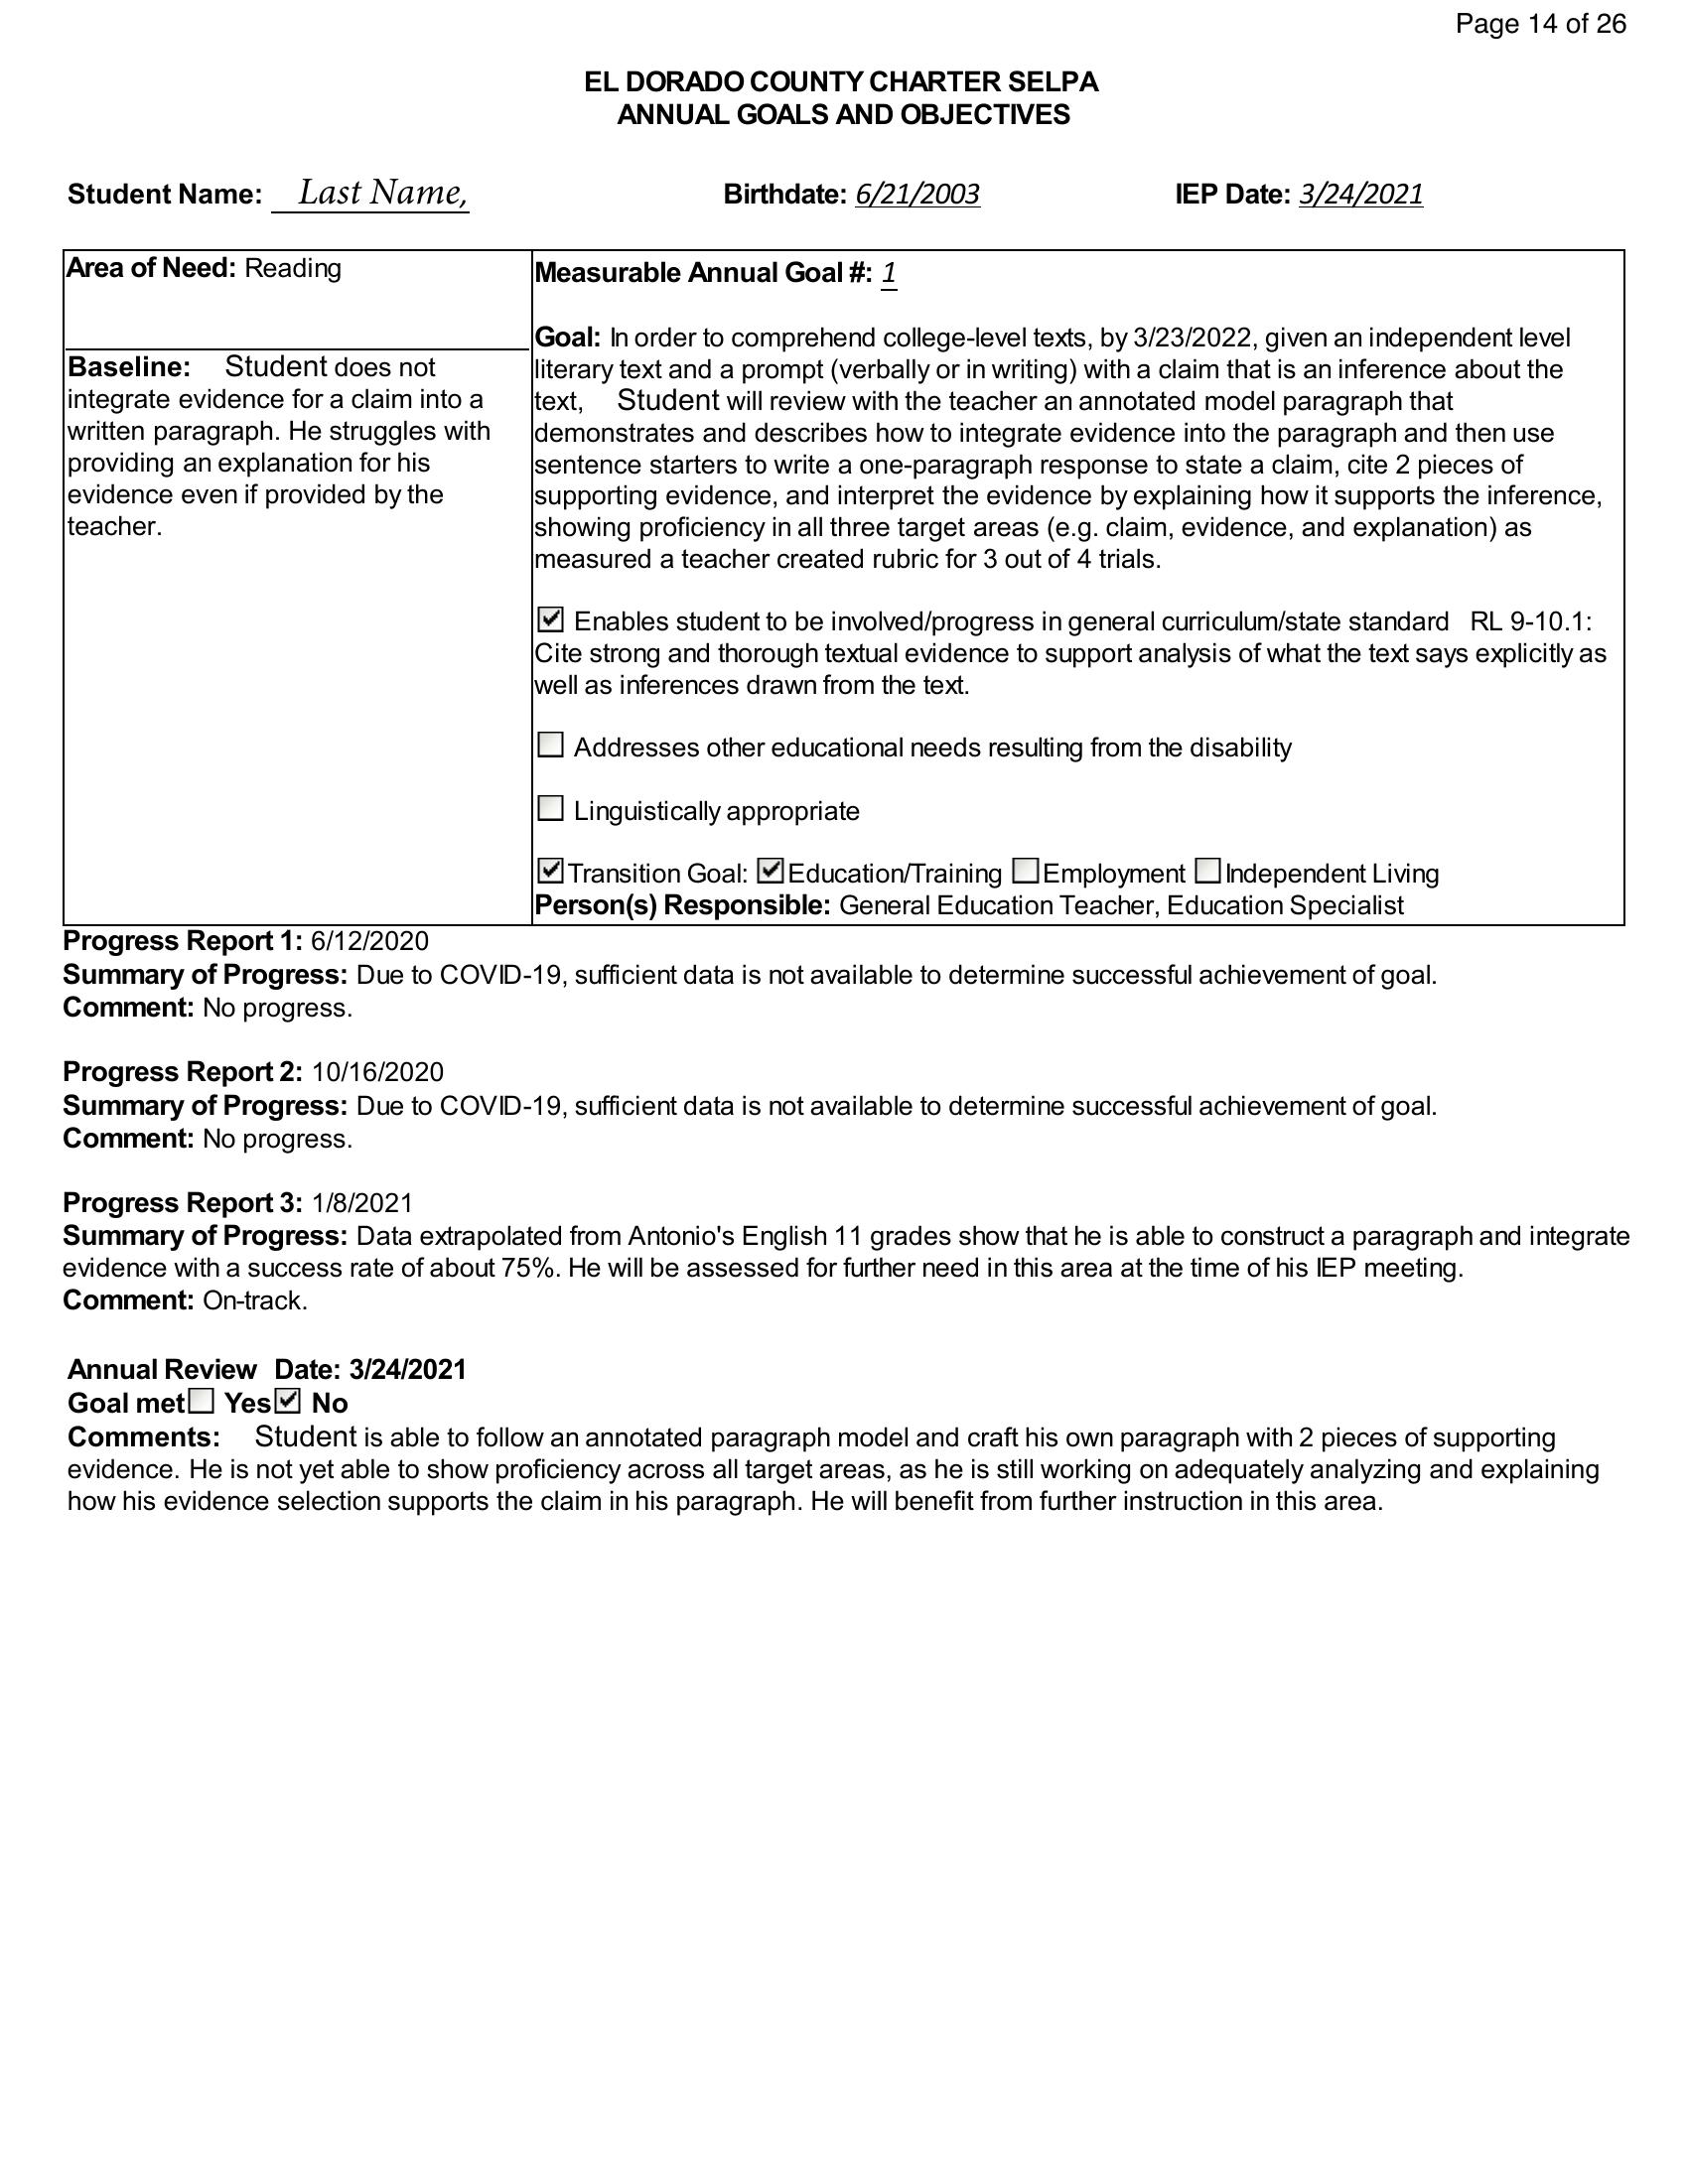 Page 14 of 26
EL DORADO COUNTY CHARTER SELPA
ANNUAL GOALS AND OBJECTIVES
Student Name: Last Name, Birthdate: 6/21/2003 IEP Date: 3/24/2021
Area of Need: Reading
Baseline: Student does not
integrate evidence for a claim into a
written paragraph. He struggles with
providing an explanation for his
evidence even if provided by the
teacher.
Measurable Annual Goal #: 1
Goal: In order to comprehend college-level texts, by 3/23/2022, given an independent level
literary text and a prompt (verbally or in writing) with a claim that is an inference about the
text, Student will review with the teacher an annotated model paragraph that
demonstrates and describes how to integrate evidence into the paragraph and then use
sentence starters to write a one-paragraph response to state a claim, cite 2 pieces of
supporting evidence, and interpret the evidence by explaining how it supports the inference,
showing proficiency in all three target areas (e.g. claim, evidence, and explanation) as
measured a teacher created rubric for 3 out of 4 trials.
Enables student to be involved/progress in general curriculum/state standard RL 9-10.1:
Cite strong and thorough textual evidence to support analysis of what the text says explicitly as
well as inferences drawn from the text.
Addresses other educational needs resulting from the disability
Linguistically appropriate
Transition Goal: Education/Training Employment Independent Living
Person(s) Responsible: General Education Teacher, Education Specialist
Progress Report 1: 6/12/2020
Summary of Progress: Due to COVID-19, sufficient data is not available to determine successful achievement of goal.
Comment: No progress.
Progress Report 2: 10/16/2020
Summary of Progress: Due to COVID-19, sufficient data is not available to determine successful achievement of goal.
Comment: No progress.
Progress Report 3: 1/8/2021
Summary of Progress: Data extrapolated from Antonio's English 11 grades show that he is able to construct a paragraph and integrate
evidence with a success rate of about 75%. He will be assessed for further need in this area at the time of his IEP meeting.
Comment: On-track.
Annual Review Date: 3/24/2021
Goal met Yes No
Comments: Student is able to follow an annotated paragraph model and craft his own paragraph with 2 pieces of supporting
evidence. He is not yet able to show proficiency across all target areas, as he is still working on adequately analyzing and explaining
how his evidence selection supports the claim in his paragraph. He will benefit from further instruction in this area.